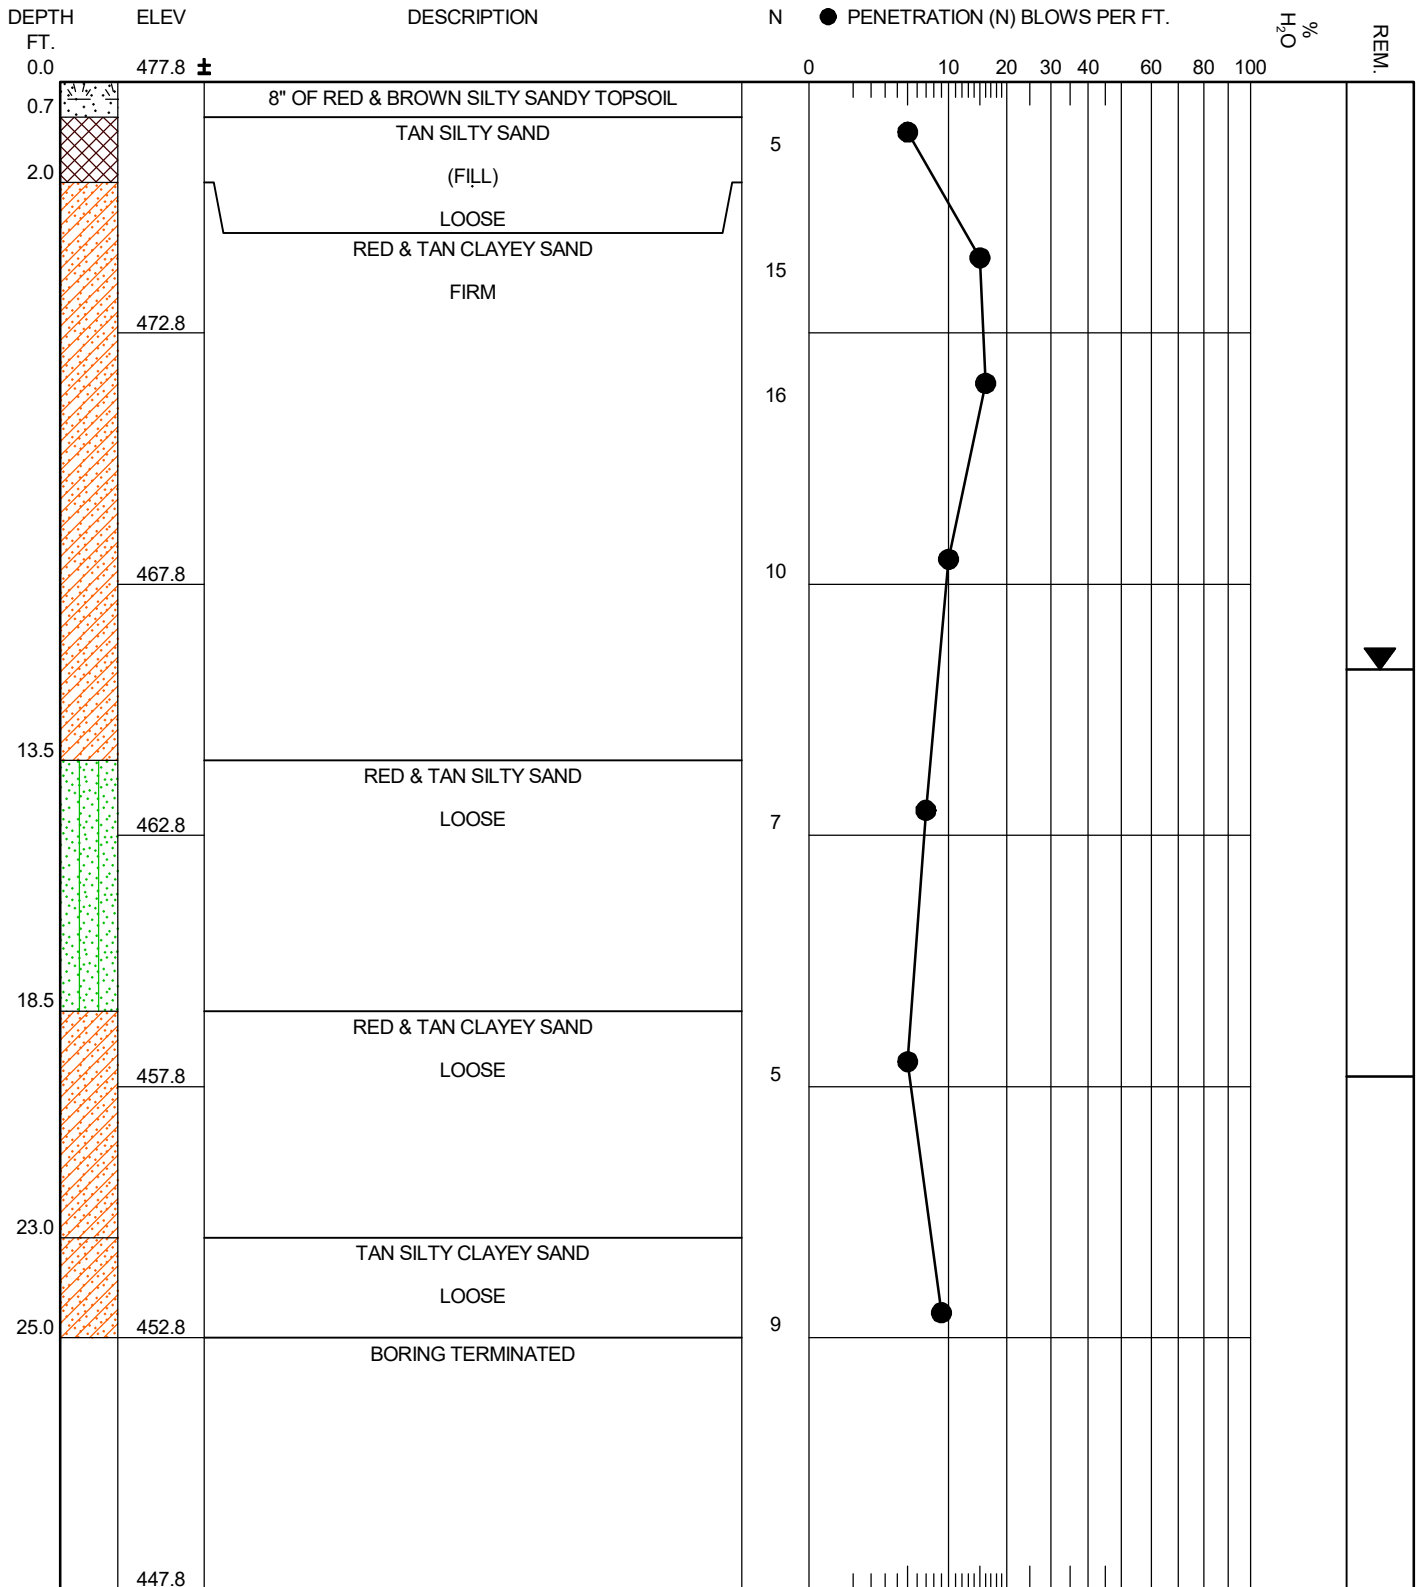 DEPTH ELEV DESCRIPTION N ● PENETRATION (N) BLOWS PER FT. % H₂O REM.
FT.
0.0 477.8 ± 0 10 20 30 40 60 80 100
0.7 8" OF RED & BROWN SILTY SANDY TOPSOIL
TAN SILTY SAND
5
2.0 (FILL)
LOOSE
RED & TAN CLAYEY SAND
15
FIRM
472.8
16
467.8 10
13.5
RED & TAN SILTY SAND
LOOSE 7
462.8
18.5
RED & TAN CLAYEY SAND
LOOSE 5
457.8
23.0
TAN SILTY CLAYEY SAND
LOOSE
25.0 452.8 9
BORING TERMINATED
447.8